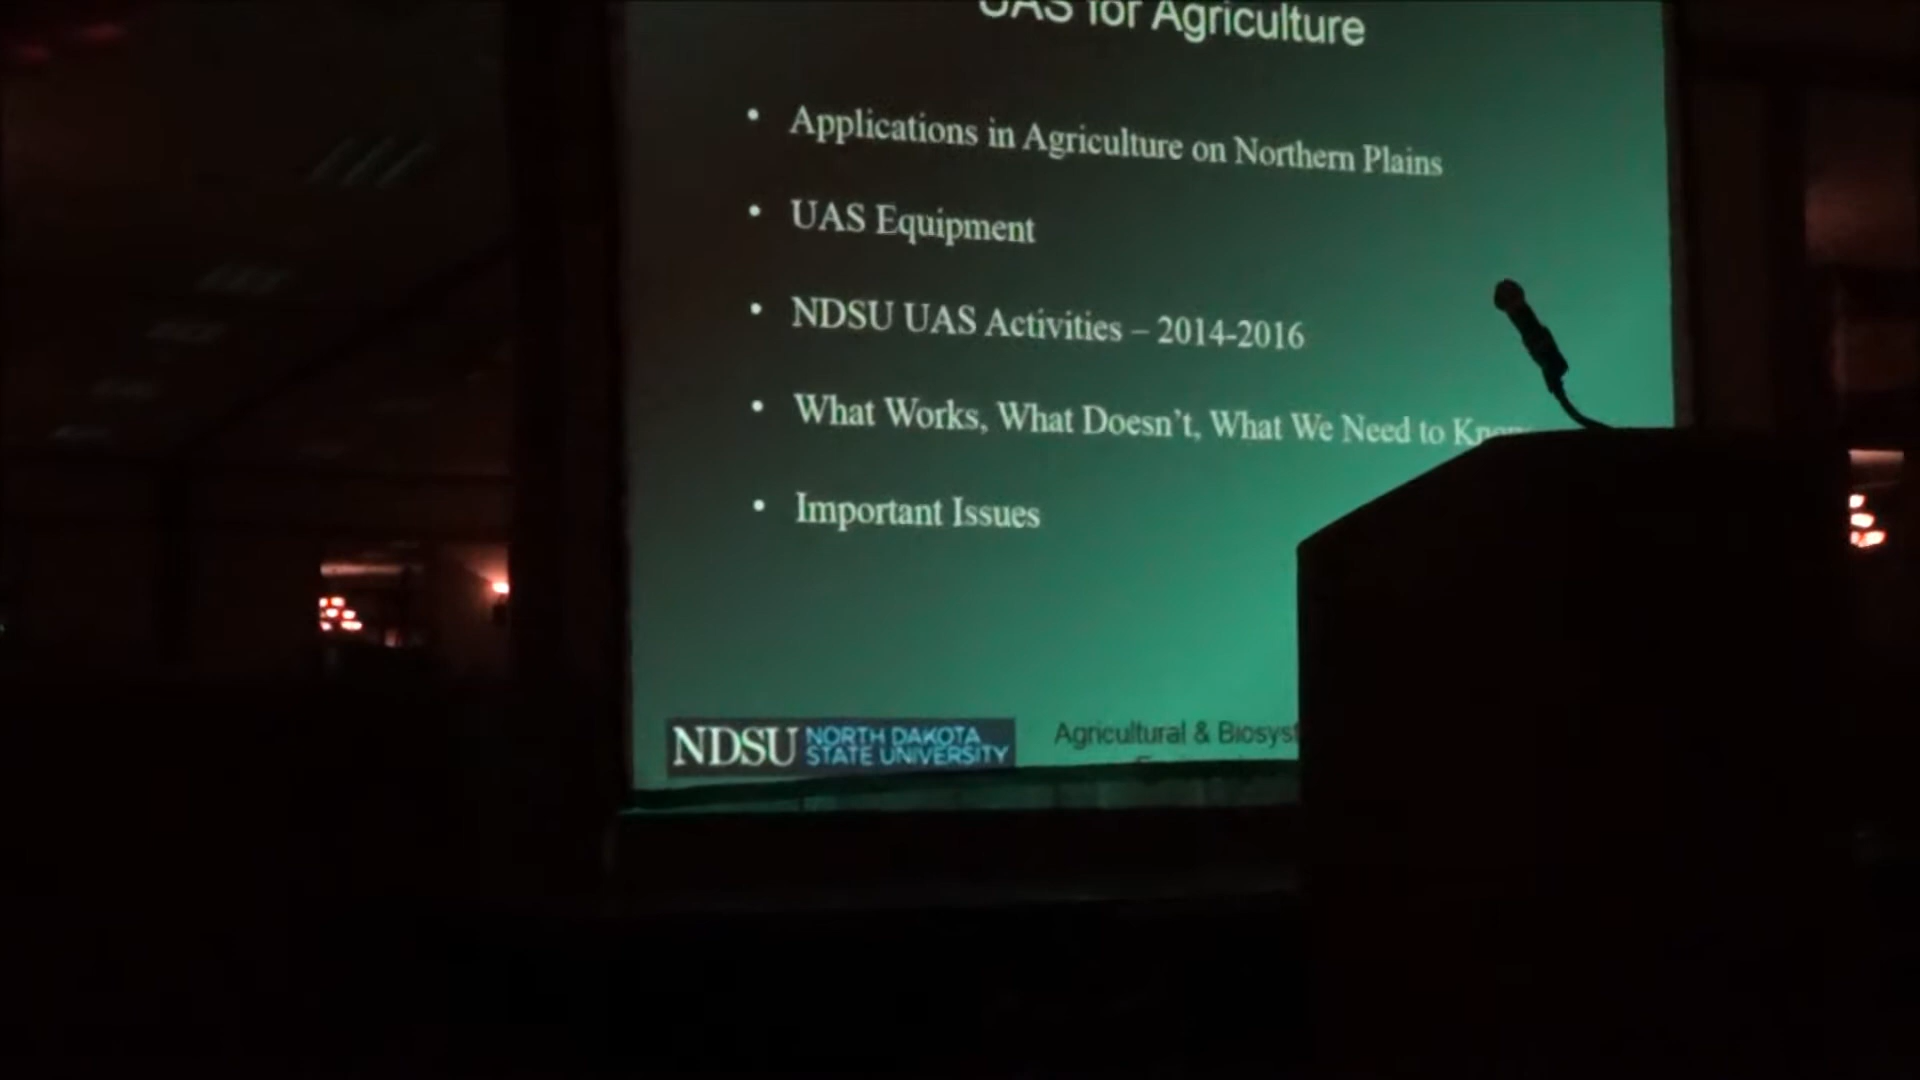 UAS for Agriculture
• Applications in Agriculture on Northern Plains
• UAS Equipment
• NDSU UAS Activities – 2014-2016
• What Works, What Doesn't, What We Need to
• Important Issues
NDSU NORTH DAKOTA
STATE UNIVERSITY
Agricultural &